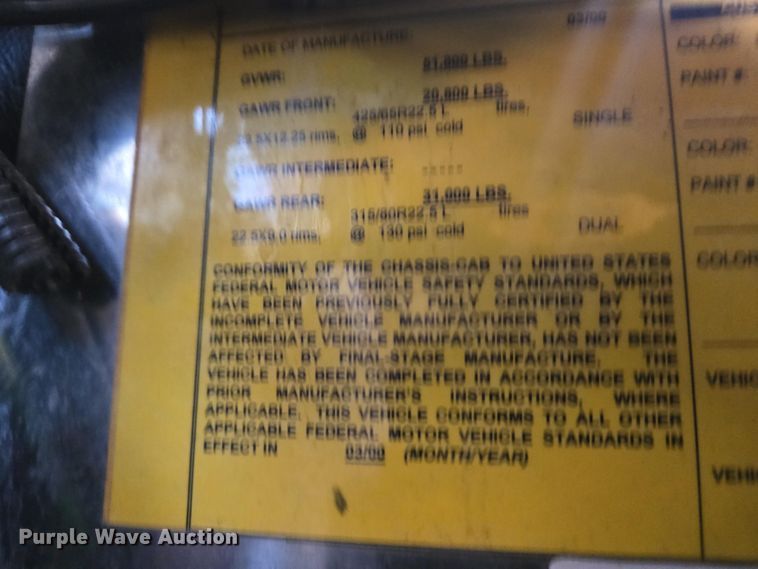 DATE OF MANUFACTURE: 03/00
GVWR: 51,800 LBS.
GAWR FRONT: 20,800 LBS.
425/65R22.5 L tires,
22.5X12.25 rims, @ 110 psi cold SINGLE
GAWR INTERMEDIATE: - - - - -
GAWR REAR: 31,000 LBS.
315/80R22.5 L tires
22.5X9.0 rims, @ 130 psi cold DUAL
CONFORMITY OF THE CHASSIS-CAB TO UNITED STATES
FEDERAL MOTOR VEHICLE SAFETY STANDARDS, WHICH
HAVE BEEN PREVIOUSLY FULLY CERTIFIED BY THE
INCOMPLETE VEHICLE MANUFACTURER OR BY THE
INTERMEDIATE VEHICLE MANUFACTURER, HAS NOT BEEN
AFFECTED BY FINAL-STAGE MANUFACTURE. THE
VEHICLE HAS BEEN COMPLETED IN ACCORDANCE WITH
PRIOR MANUFACTURER'S INSTRUCTIONS, WHERE
APPLICABLE. THIS VEHICLE CONFORMS TO ALL OTHER
APPLICABLE FEDERAL MOTOR VEHICLE STANDARDS IN
EFFECT IN 03/00 (MONTH/YEAR)
COLOR:
PAINT #:
COLOR:
PAINT #
COLOR
VEHIC
VEHI
Purple Wave Auction